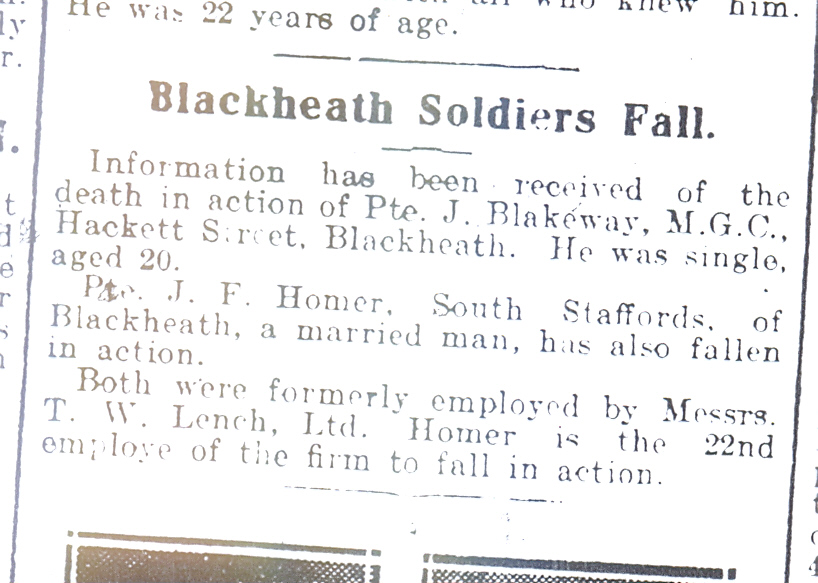 knew him.
He was 22 years of age.
Blackheath Soldiers Fall.
Information has been received of the
death in action of Pte. J. Blakeway, M.G.C.,
Hackett Street, Blackheath. He was single,
aged 20.
Pte. J. F. Homer, South Staffords, of
Blackheath, a married man, has also fallen
in action.
Both were formerly employed by Messrs.
T. W. Lench, Ltd. Homer is the 22nd
employe of the firm to fall in action.